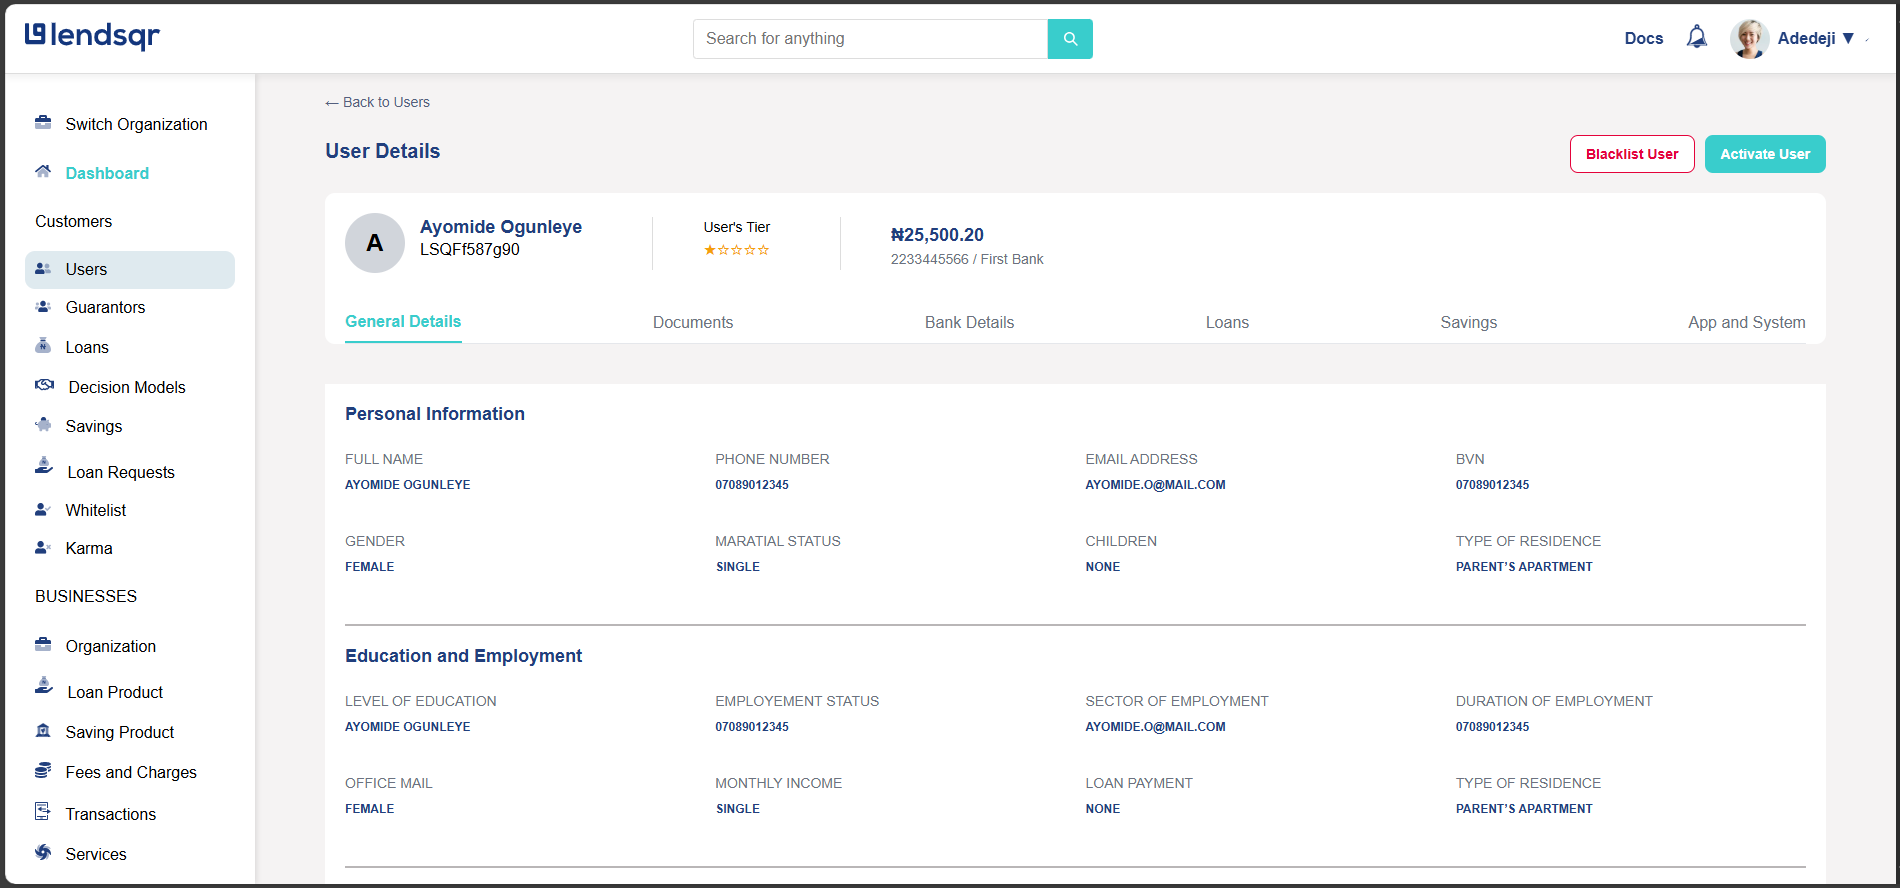 lendsqr
Search for anything
Docs
Adedeji ▼
Switch Organization
Dashboard
Customers
Users
Guarantors
Loans
Decision Models
Savings
Loan Requests
Whitelist
Karma
BUSINESSES
Organization
Loan Product
Saving Product
Fees and Charges
Transactions
Services
← Back to Users
User Details
Blacklist User
Activate User
A
Ayomide Ogunleye
LSQFf587g90
User's Tier
★☆☆☆☆
₦25,500.20
2233445566 / First Bank
General Details
Documents
Bank Details
Loans
Savings
App and System
Personal Information
FULL NAME
AYOMIDE OGUNLEYE
PHONE NUMBER
07089012345
EMAIL ADDRESS
AYOMIDE.O@MAIL.COM
BVN
07089012345
GENDER
FEMALE
MARATIAL STATUS
SINGLE
CHILDREN
NONE
TYPE OF RESIDENCE
PARENT’S APARTMENT
Education and Employment
LEVEL OF EDUCATION
AYOMIDE OGUNLEYE
EMPLOYEMENT STATUS
07089012345
SECTOR OF EMPLOYMENT
AYOMIDE.O@MAIL.COM
DURATION OF EMPLOYMENT
07089012345
OFFICE MAIL
FEMALE
MONTHLY INCOME
SINGLE
LOAN PAYMENT
NONE
TYPE OF RESIDENCE
PARENT’S APARTMENT